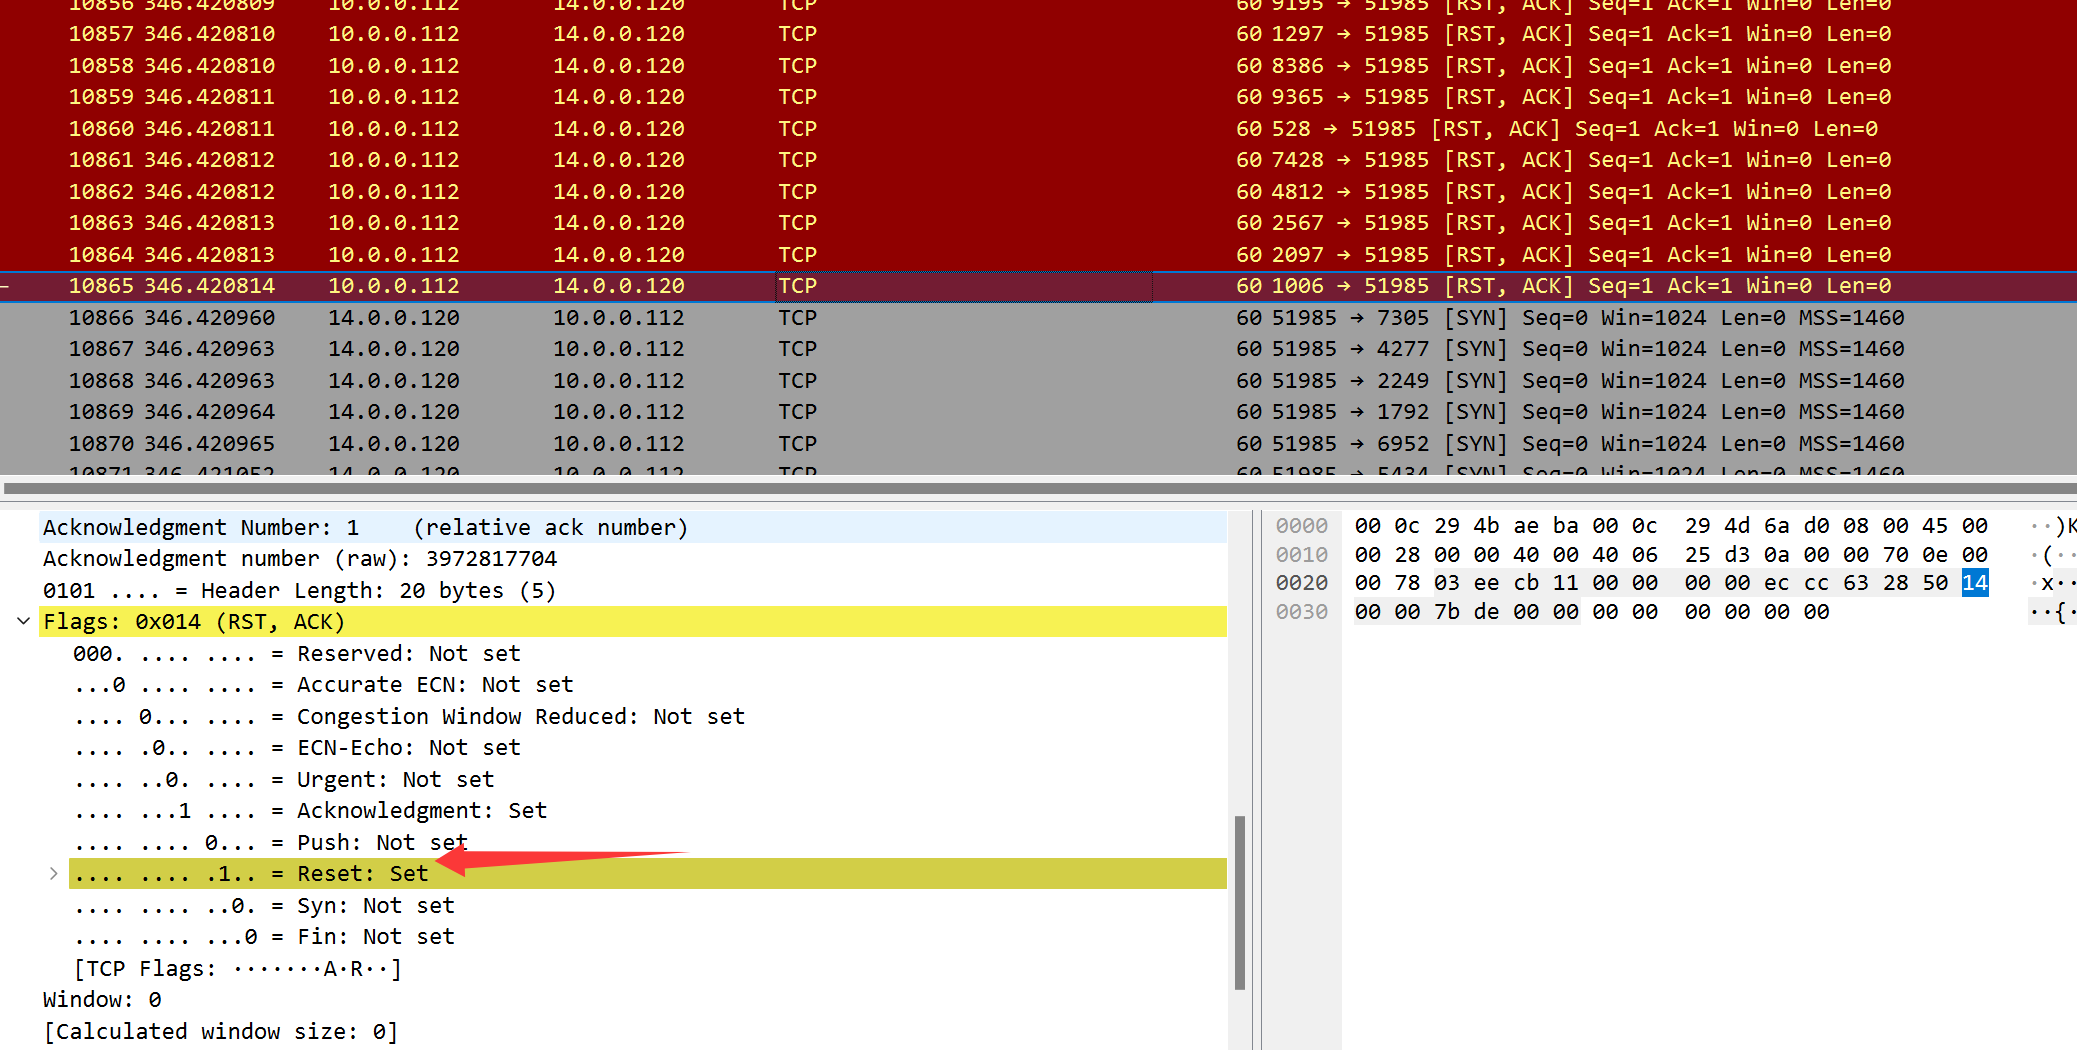 10856 346.420809 10.0.0.112 14.0.0.120 TCP 60 9195 → 51985 [RST, ACK] Seq=1 Ack=1 Win=0 Len=0
10857 346.420810 10.0.0.112 14.0.0.120 TCP 60 1297 → 51985 [RST, ACK] Seq=1 Ack=1 Win=0 Len=0
10858 346.420810 10.0.0.112 14.0.0.120 TCP 60 8386 → 51985 [RST, ACK] Seq=1 Ack=1 Win=0 Len=0
10859 346.420811 10.0.0.112 14.0.0.120 TCP 60 9365 → 51985 [RST, ACK] Seq=1 Ack=1 Win=0 Len=0
10860 346.420811 10.0.0.112 14.0.0.120 TCP 60 528 → 51985 [RST, ACK] Seq=1 Ack=1 Win=0 Len=0
10861 346.420812 10.0.0.112 14.0.0.120 TCP 60 7428 → 51985 [RST, ACK] Seq=1 Ack=1 Win=0 Len=0
10862 346.420812 10.0.0.112 14.0.0.120 TCP 60 4812 → 51985 [RST, ACK] Seq=1 Ack=1 Win=0 Len=0
10863 346.420813 10.0.0.112 14.0.0.120 TCP 60 2567 → 51985 [RST, ACK] Seq=1 Ack=1 Win=0 Len=0
10864 346.420813 10.0.0.112 14.0.0.120 TCP 60 2097 → 51985 [RST, ACK] Seq=1 Ack=1 Win=0 Len=0
10865 346.420814 10.0.0.112 14.0.0.120 TCP 60 1006 → 51985 [RST, ACK] Seq=1 Ack=1 Win=0 Len=0
10866 346.420960 14.0.0.120 10.0.0.112 TCP 60 51985 → 7305 [SYN] Seq=0 Win=1024 Len=0 MSS=1460
10867 346.420963 14.0.0.120 10.0.0.112 TCP 60 51985 → 4277 [SYN] Seq=0 Win=1024 Len=0 MSS=1460
10868 346.420963 14.0.0.120 10.0.0.112 TCP 60 51985 → 2249 [SYN] Seq=0 Win=1024 Len=0 MSS=1460
10869 346.420964 14.0.0.120 10.0.0.112 TCP 60 51985 → 1792 [SYN] Seq=0 Win=1024 Len=0 MSS=1460
10870 346.420965 14.0.0.120 10.0.0.112 TCP 60 51985 → 6952 [SYN] Seq=0 Win=1024 Len=0 MSS=1460
10871 346.421052 14.0.0.120 10.0.0.112 TCP 60 51985 → 5434 [SYN] Seq=0 Win=1024 Len=0 MSS=1460
Acknowledgment Number: 1    (relative ack number)
Acknowledgment number (raw): 3972817704
0101 .... = Header Length: 20 bytes (5)
Flags: 0x014 (RST, ACK)
000. .... .... = Reserved: Not set
...0 .... .... = Accurate ECN: Not set
.... 0... .... = Congestion Window Reduced: Not set
.... .0.. .... = ECN-Echo: Not set
.... ..0. .... = Urgent: Not set
.... ...1 .... = Acknowledgment: Set
.... .... 0... = Push: Not set
.... .... .1.. = Reset: Set
.... .... ..0. = Syn: Not set
.... .... ...0 = Fin: Not set
[TCP Flags: ·······A·R··]
Window: 0
[Calculated window size: 0]
0000 00 0c 29 4b ae ba 00 0c 29 4d 6a d0 08 00 45 00 ··)K
0010 00 28 00 00 40 00 40 06 25 d3 0a 00 00 70 0e 00 ·(··
0020 00 78 03 ee cb 11 00 00 00 00 ec cc 63 28 50 14 ·x··
0030 00 00 7b de 00 00 00 00 00 00 00 00 ··{·